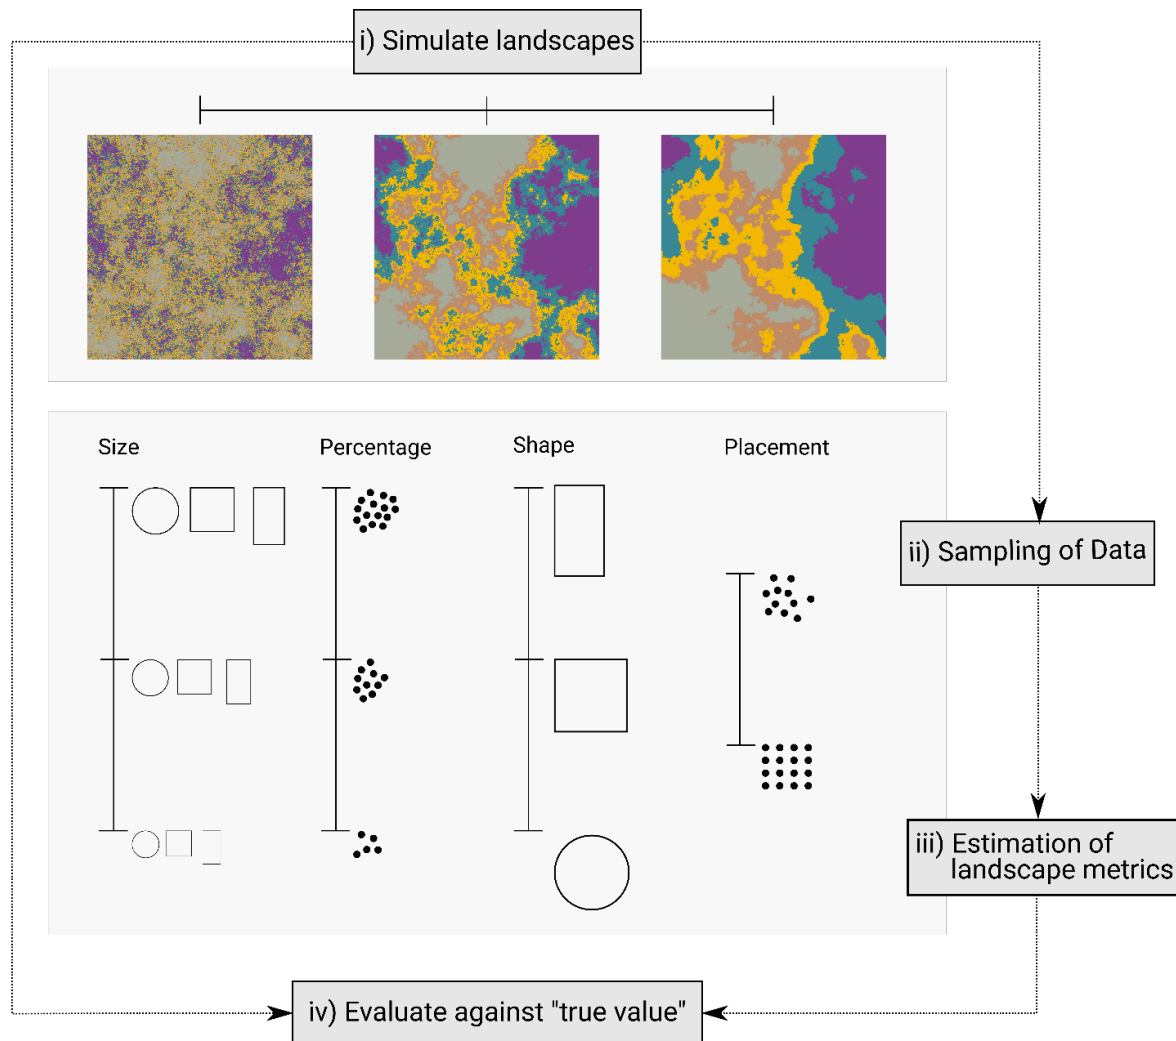 i) Simulate landscapes
Size
Percentage
Shape
Placement
ii) Sampling of Data
iii) Estimation of
landscape metrics
iv) Evaluate against "true value"